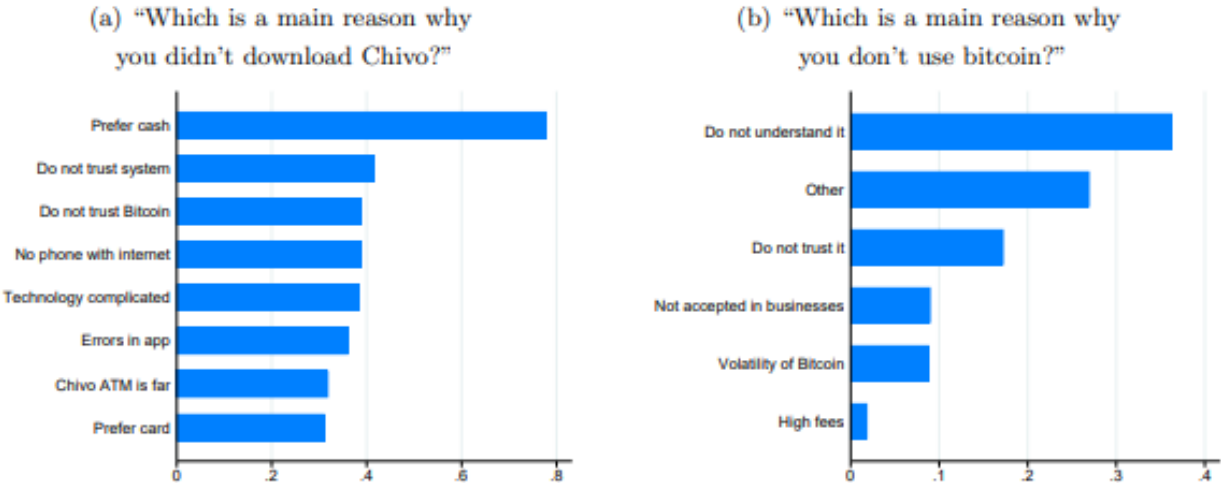 (a) “Which is a main reason why
you didn’t download Chivo?”
Prefer cash
Do not trust system
Do not trust Bitcoin
No phone with internet
Technology complicated
Errors in app
Chivo ATM is far
Prefer card
0 .2 .4 .6 .8
(b) “Which is a main reason why
you don’t use bitcoin?”
Do not understand it
Other
Do not trust it
Not accepted in businesses
Volatility of Bitcoin
High fees
0 .1 .2 .3 .4